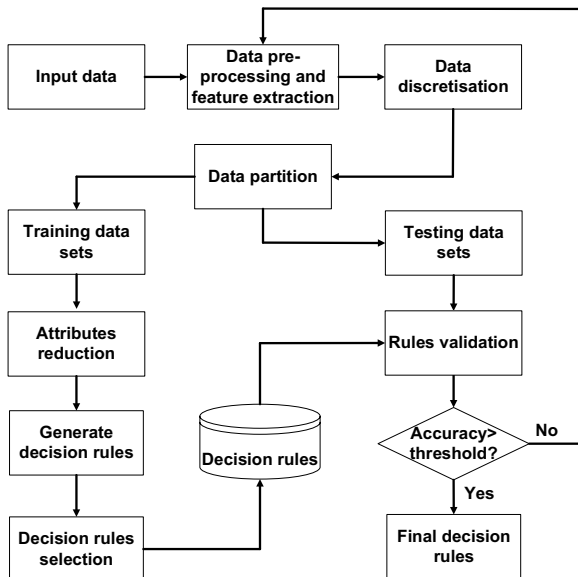 Input data
Data pre-
processing and
feature extraction
Data
discretisation
Data partition
Training data
sets
Testing data
sets
Attributes
reduction
Rules validation
Generate
decision rules
Decision rules
Accuracy>
threshold?
No
Yes
Decision rules
selection
Final decision
rules